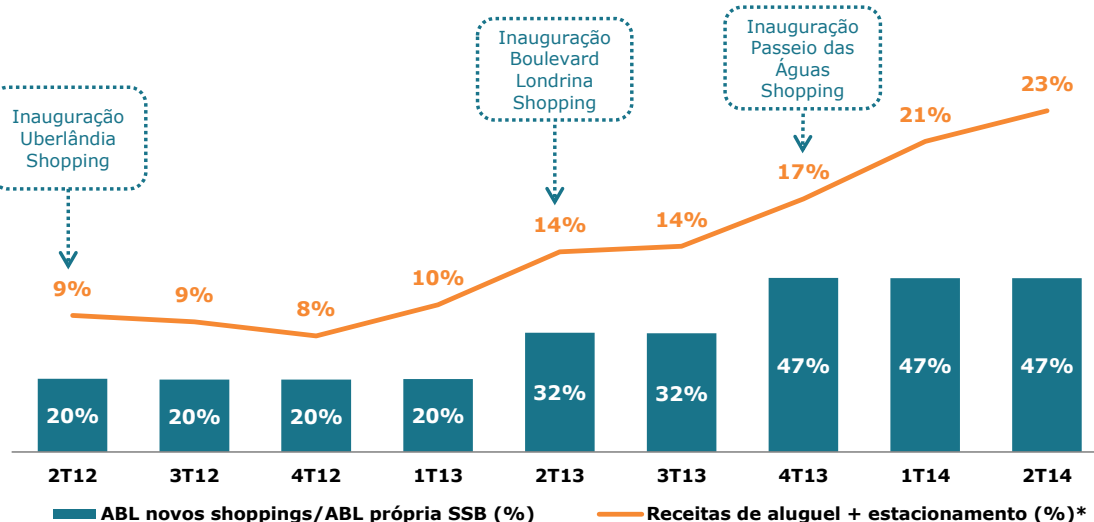 Inauguração
Uberlândia
Shopping
Inauguração
Boulevard
Londrina
Shopping
Inauguração
Passeio das
Águas
Shopping
9%
9%
8%
10%
14%
14%
17%
21%
23%
20%
20%
20%
20%
32%
32%
47%
47%
47%
2T12
3T12
4T12
1T13
2T13
3T13
4T13
1T14
2T14
ABL novos shoppings/ABL própria SSB (%)
Receitas de aluguel + estacionamento (%)*